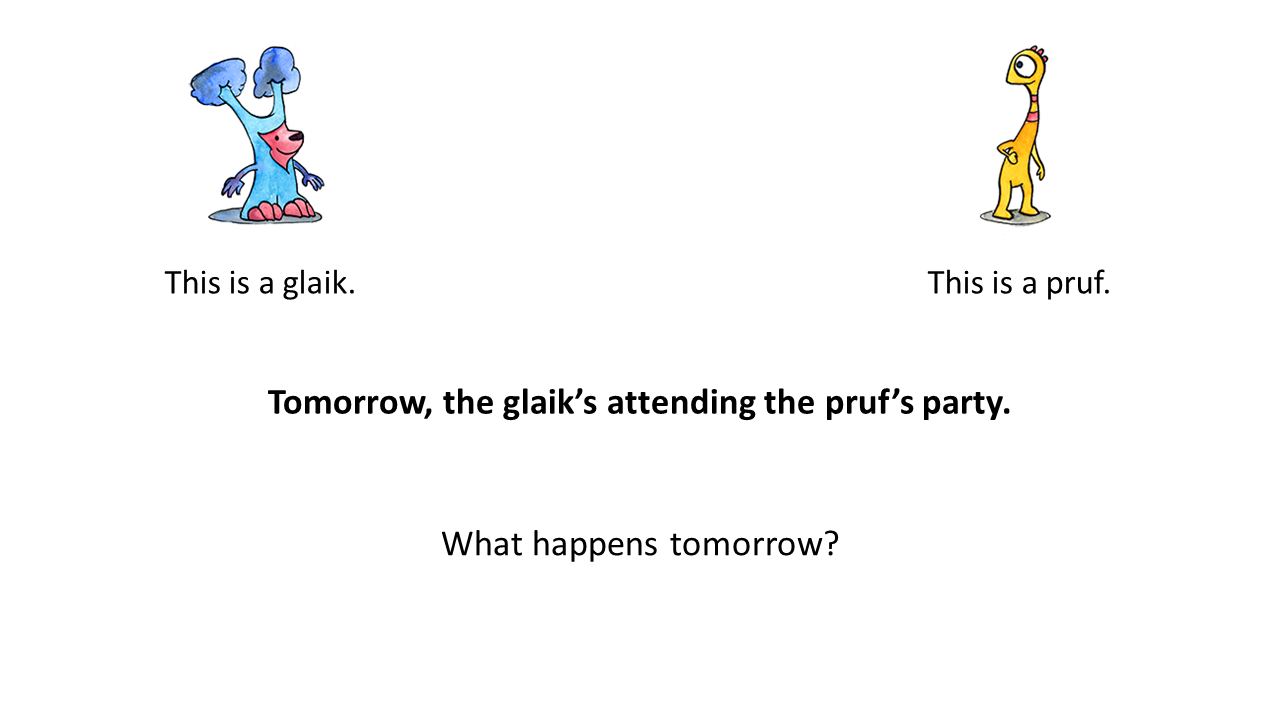 This is a glaik.
This is a pruf.
Tomorrow, the glaik’s attending the pruf’s party.
What happens tomorrow?